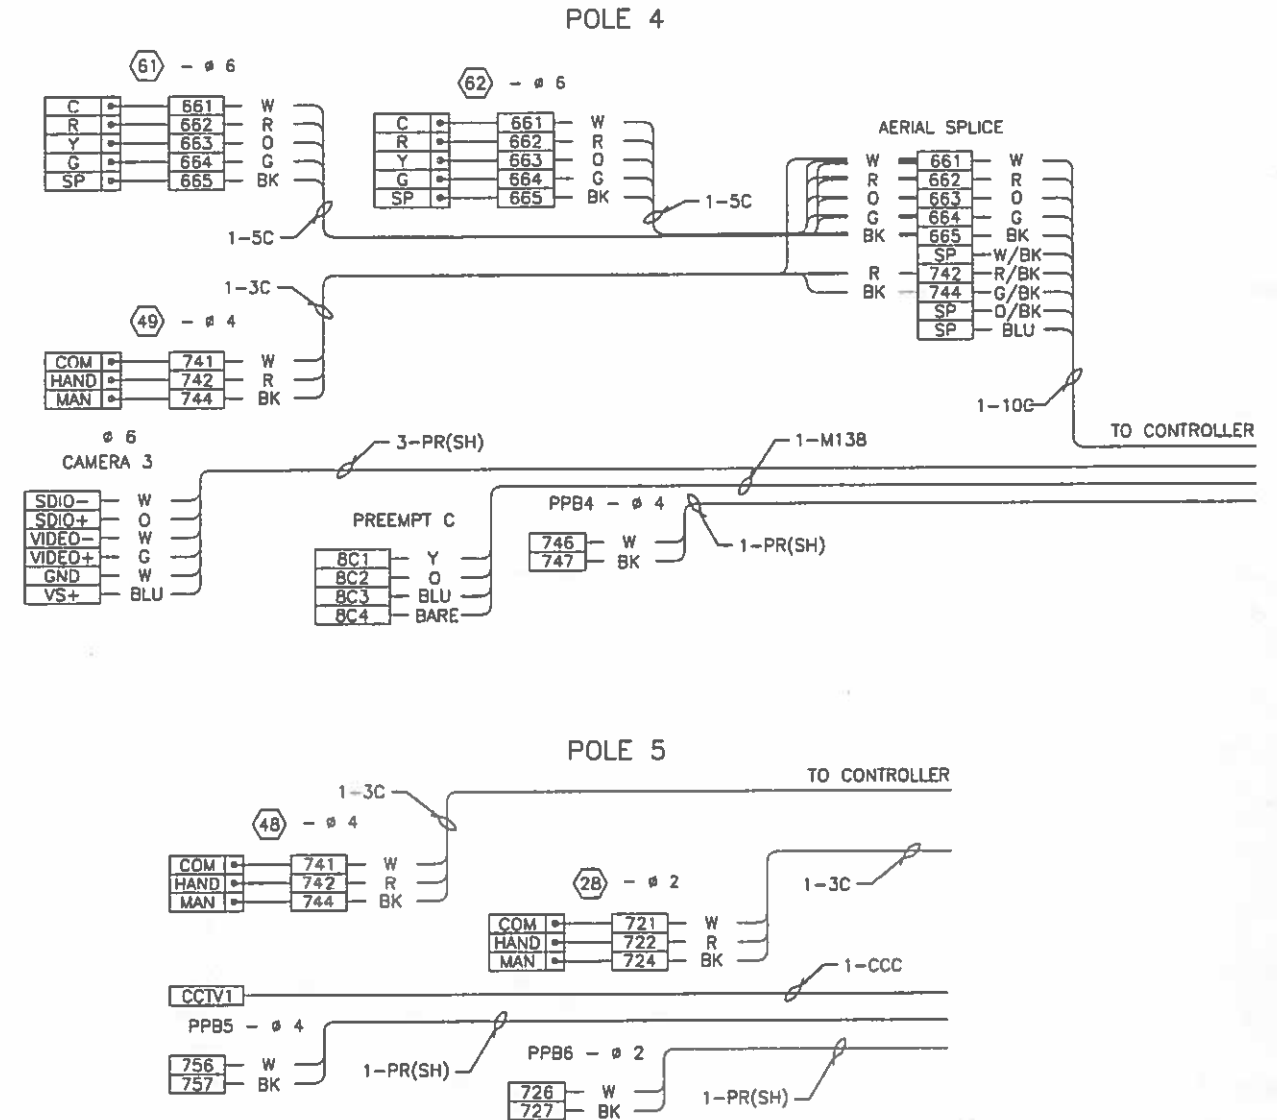 POLE 4
61 - ø 6
C 661 W
R 662 R
Y 663 O
G 664 G
SP 665 BK
1-5C
62 - ø 6
C 661 W
R 662 R
Y 663 O
G 664 G
SP 665 BK
1-5C
AERIAL SPLICE
W 661 W
R 662 R
O 663 O
G 664 G
BK 665 BK
SP W/BK
R 742 R/BK
BK 744 G/BK
SP O/BK
SP BLU
1-10C
TO CONTROLLER
1-3C
49 - ø 4
COM 741 W
HAND 742 R
MAN 744 BK
ø 6
CAMERA 3
SDIO- W
SDIO+ O
VIDEO- W
VIDEO+ G
GND W
VS+ BLU
3-PR(SH)
1-M138
PREEMPT C
8C1 Y
8C2 O
8C3 BLU
8C4 BARE
PPB4 - ø 4
746 W
747 BK
1-PR(SH)
POLE 5
TO CONTROLLER
1-3C
48 - ø 4
COM 741 W
HAND 742 R
MAN 744 BK
28 - ø 2
COM 721 W
HAND 722 R
MAN 724 BK
1-3C
CCTV1
1-CCC
PPB5 - ø 4
756 W
757 BK
1-PR(SH)
PPB6 - ø 2
726 W
727 BK
1-PR(SH)